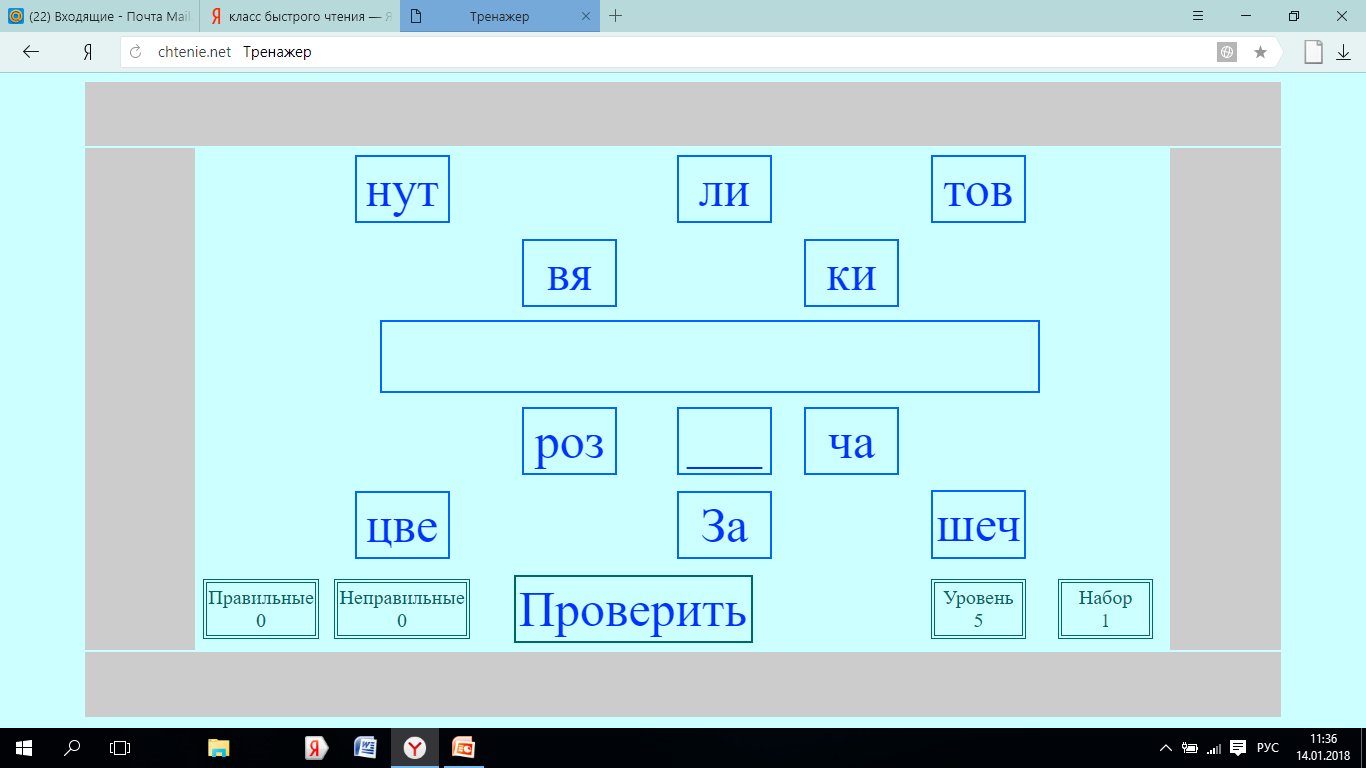 (22) Входящие - Почта Mail
класс быстрого чтения — Я
Тренажер
Я chtenie.net Тренажер
нут ли тов
вя ки
роз ____ ча
цве За шеч
Правильные Неправильные Проверить Уровень Набор
0 0 5 1
РУС 11:36
14.01.2018